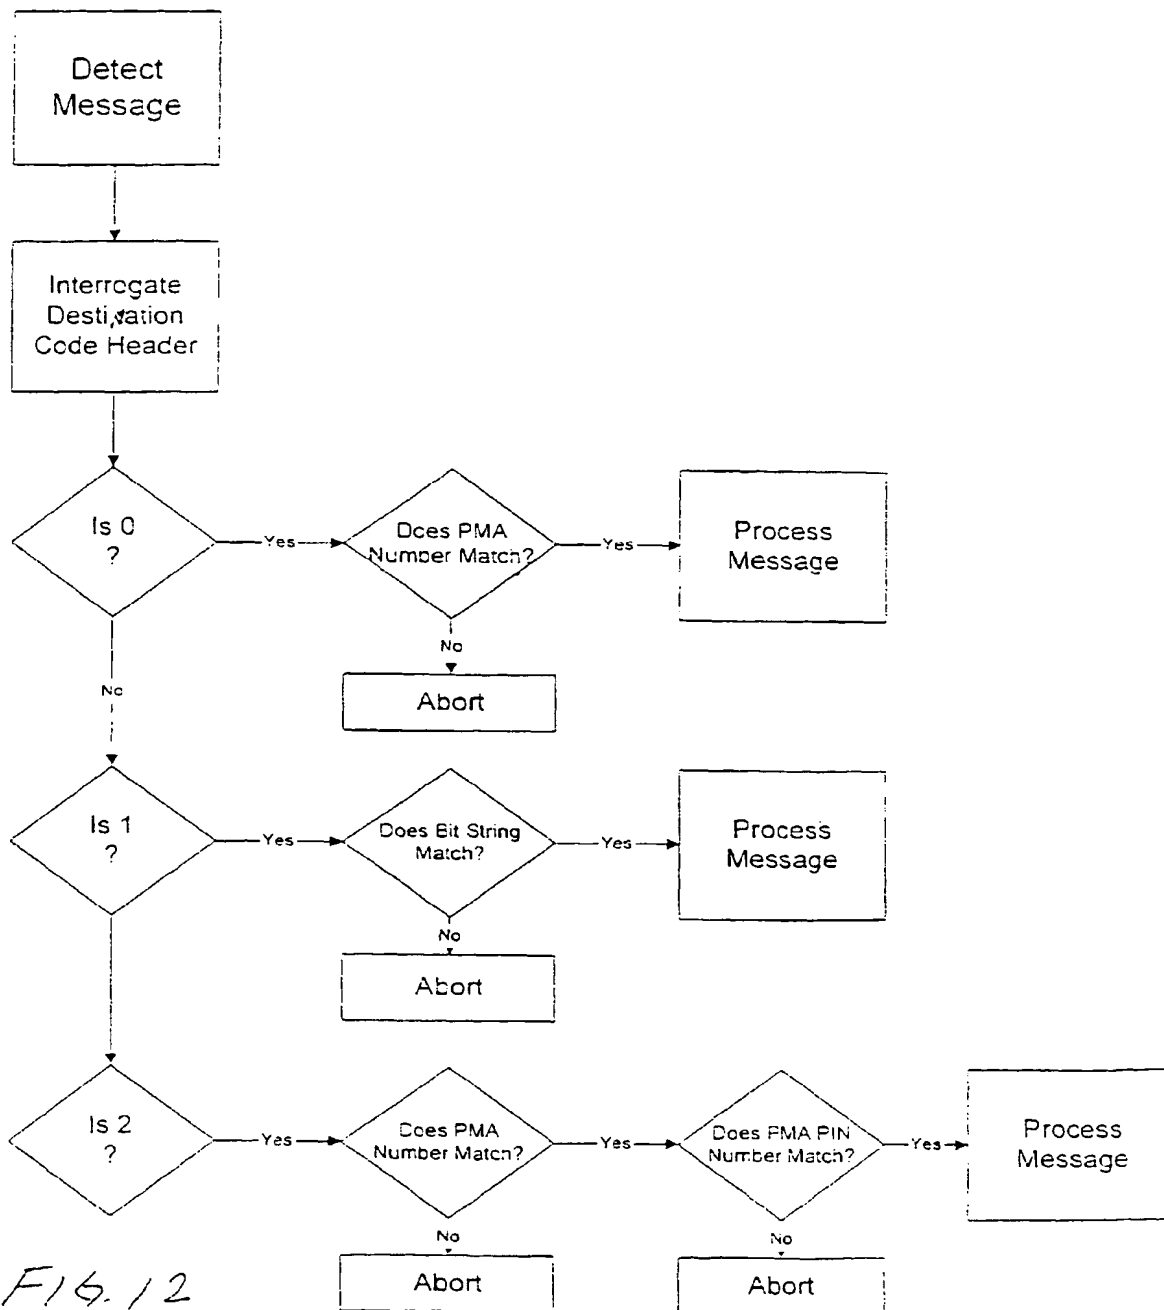 Detect
Message
Interrogate
Destination
Code Header
Is 0
?
Yes
Does PMA
Number Match?
Yes
Process
Message
No
Abort
No
Is 1
?
Yes
Does Bit String
Match?
Yes
Process
Message
No
Abort
Is 2
?
Yes
Does PMA
Number Match?
Yes
Does PMA PIN
Number Match?
Yes
Process
Message
No
Abort
No
Abort
FIG. 12